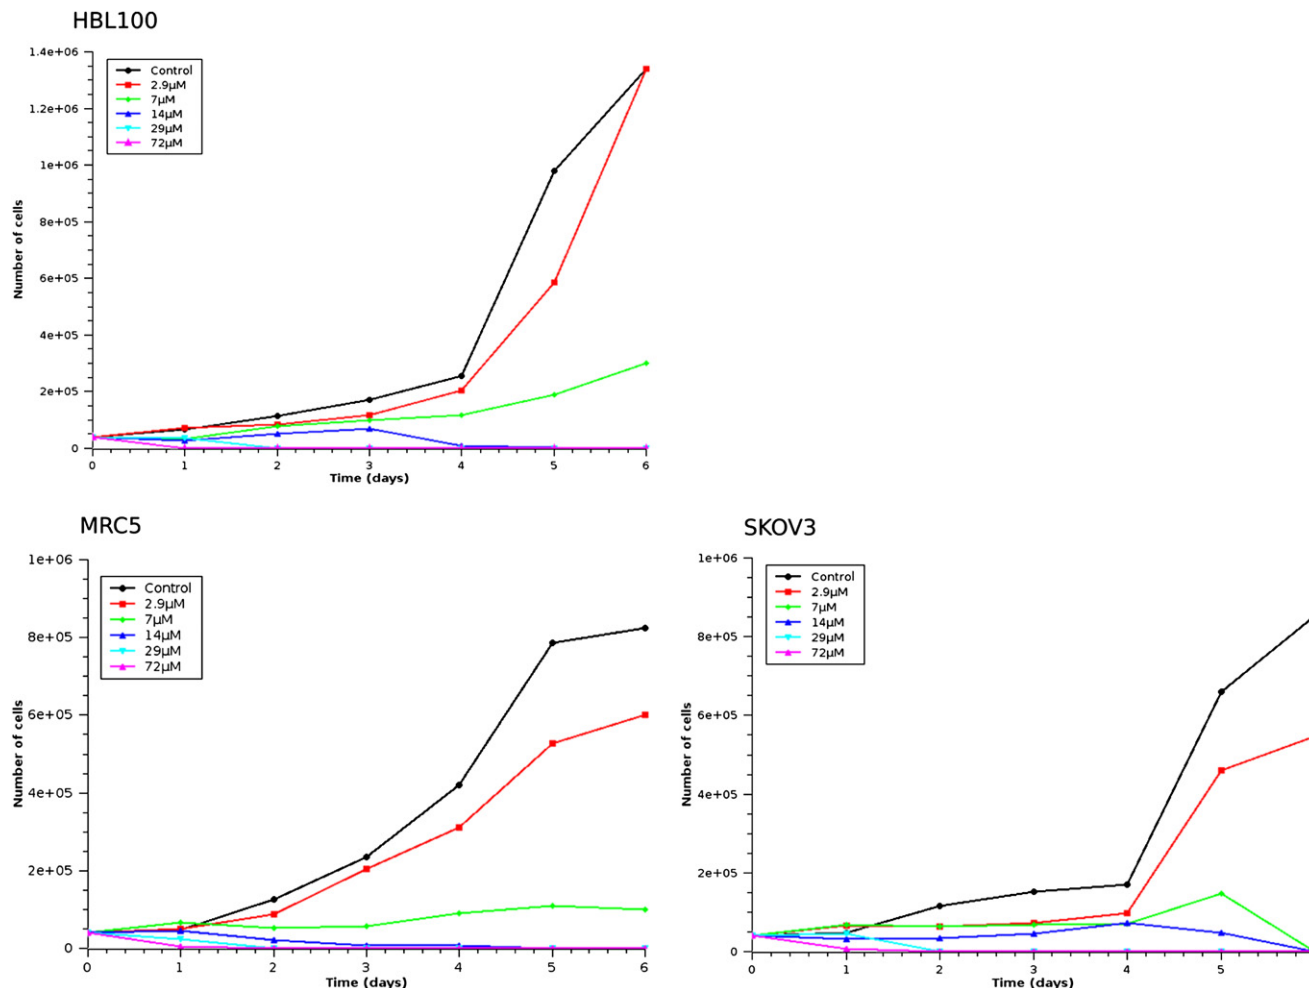 HBL100
1.4e+06
1.2e+06
1e+06
8e+05
6e+05
4e+05
2e+05
0
Number of cells
Control
2.9μM
7μM
14μM
29μM
72μM
0 1 2 3 4 5 6
Time (days)
MRC5
1e+06
8e+05
6e+05
4e+05
2e+05
0
Number of cells
Control
2.9μM
7μM
14μM
29μM
72μM
0 1 2 3 4 5 6
Time (days)
SKOV3
1e+06
8e+05
6e+05
4e+05
2e+05
0
Number of cells
Control
2.9μM
7μM
14μM
29μM
72μM
0 1 2 3 4 5
Time (days)